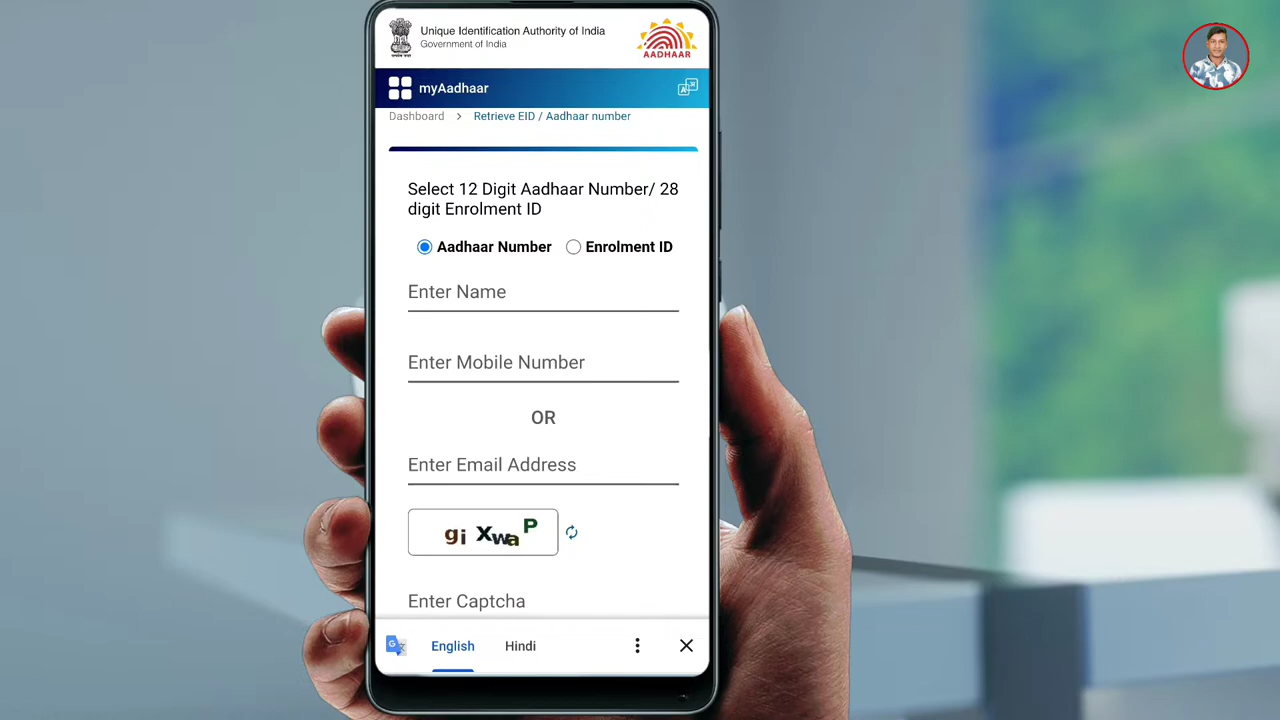 Unique Identification Authority of India
Government of India
AADHAAR
myAadhaar
Dashboard > Retrieve EID / Aadhaar number
Select 12 Digit Aadhaar Number/ 28
digit Enrolment ID
Aadhaar Number Enrolment ID
Enter Name
Enter Mobile Number
OR
Enter Email Address
gi XwaP
Enter Captcha
English Hindi